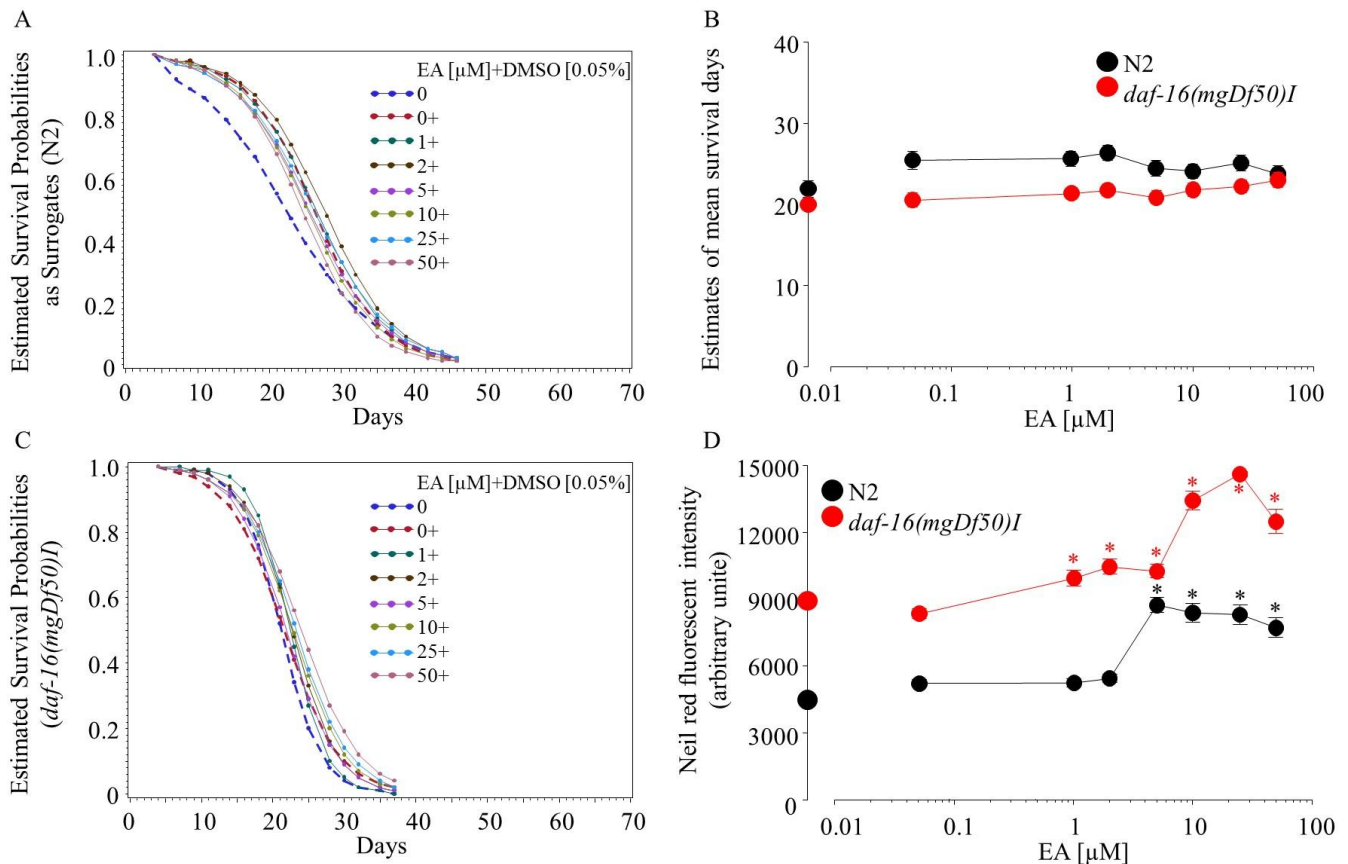 A
Estimated Survival Probabilities
as Surrogates (N2)
1.0
0.8
0.6
0.4
0.2
0
EA [µM]+DMSO [0.05%]
0
0+
1+
2+
5+
10+
25+
50+
0 10 20 30 40 50 60 70
Days
B
Estimates of mean survival days
40
30
20
10
0
N2
daf-16(mgDf50)I
0.01 0.1 1 10 100
EA [µM]
C
Estimated Survival Probabilities
(daf-16(mgDf50)I
1.0
0.8
0.6
0.4
0.2
0
EA [µM]+DMSO [0.05%]
0
0+
1+
2+
5+
10+
25+
50+
0 10 20 30 40 50 60 70
Days
D
Neil red fluorescent intensity
(arbitrary unite)
15000
12000
9000
6000
3000
0
N2
daf-16(mgDf50)I
* * * * * *
* * * *
0.01 0.1 1 10 100
EA [µM]